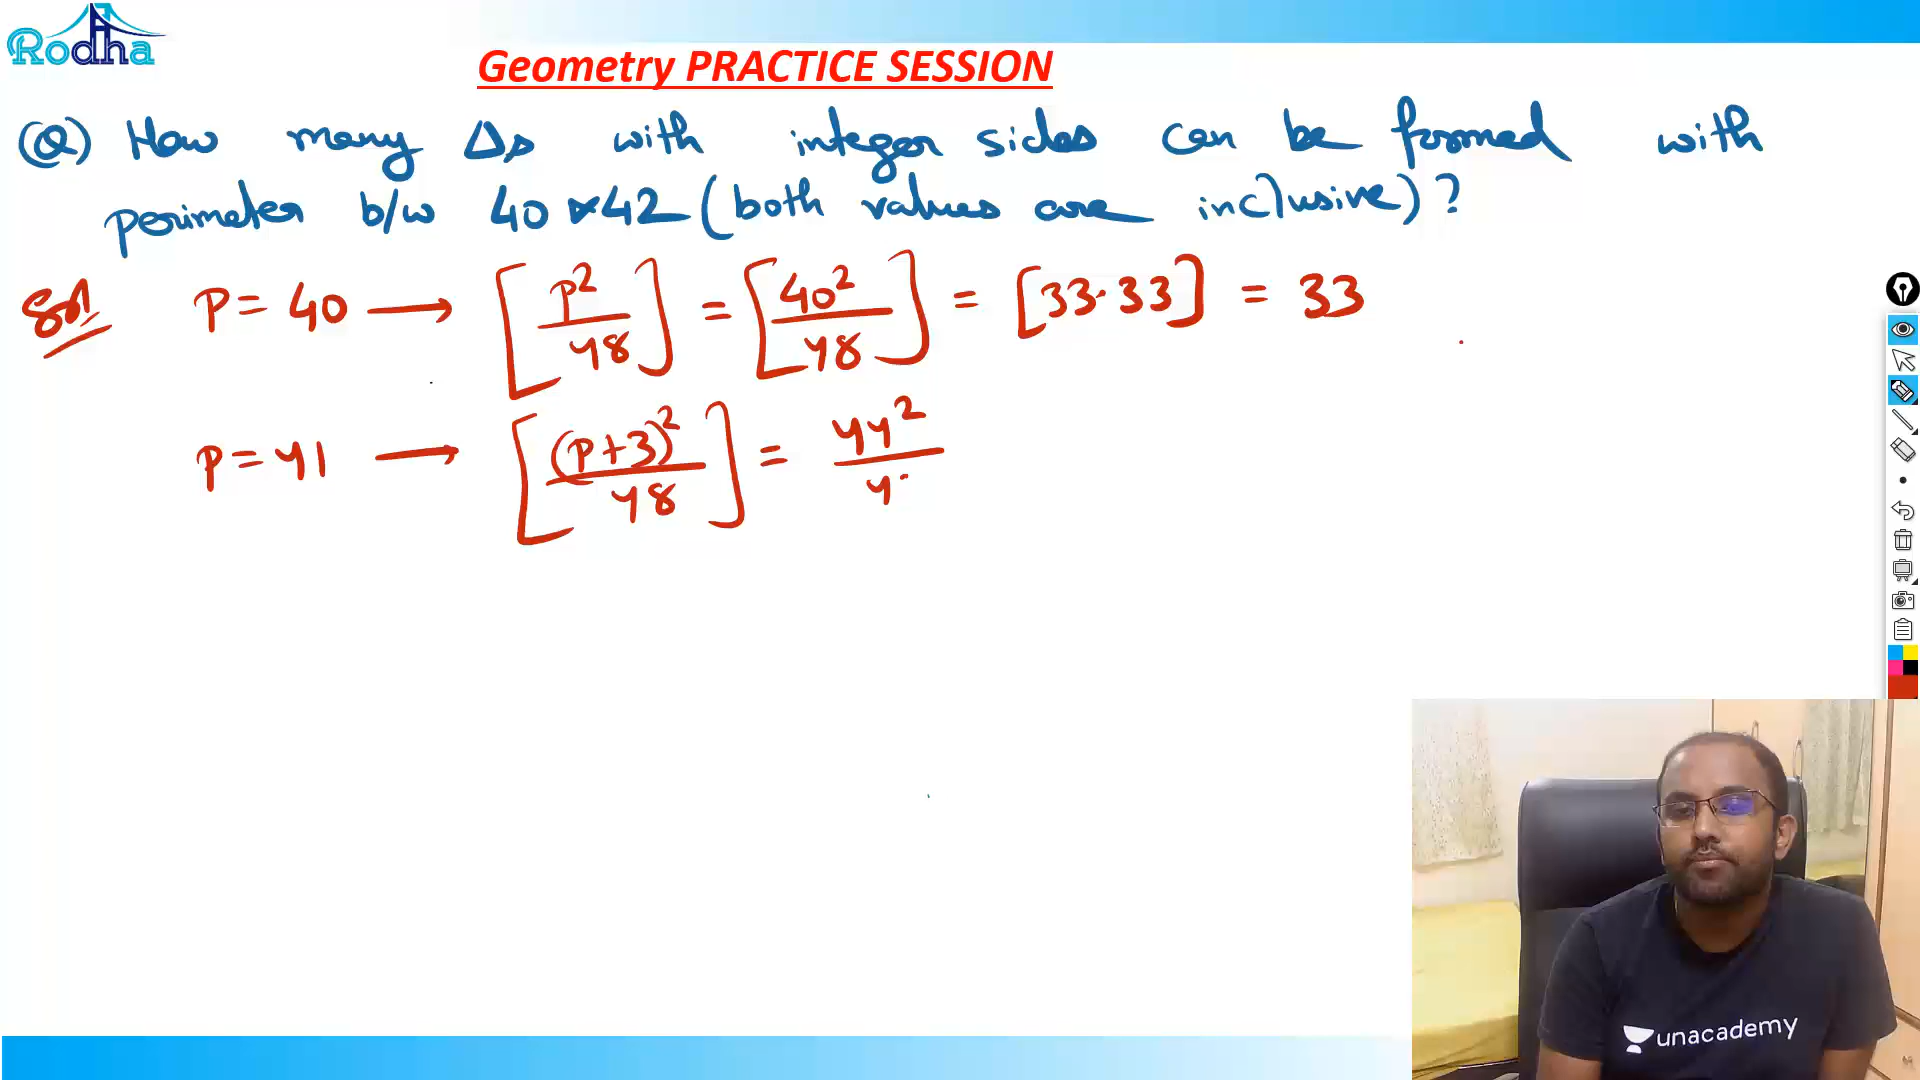 Rodha
Geometry PRACTICE SESSION
(Q) How many Δs with integer sides can be formed with
perimeter b/w 40 & 42 (both values are inclusive)?
Sol P = 40 → [P²/48] = [40²/48] = [33.33] = 33
P = 41 → [(P+3)²/48] = 44²/4
unacademy